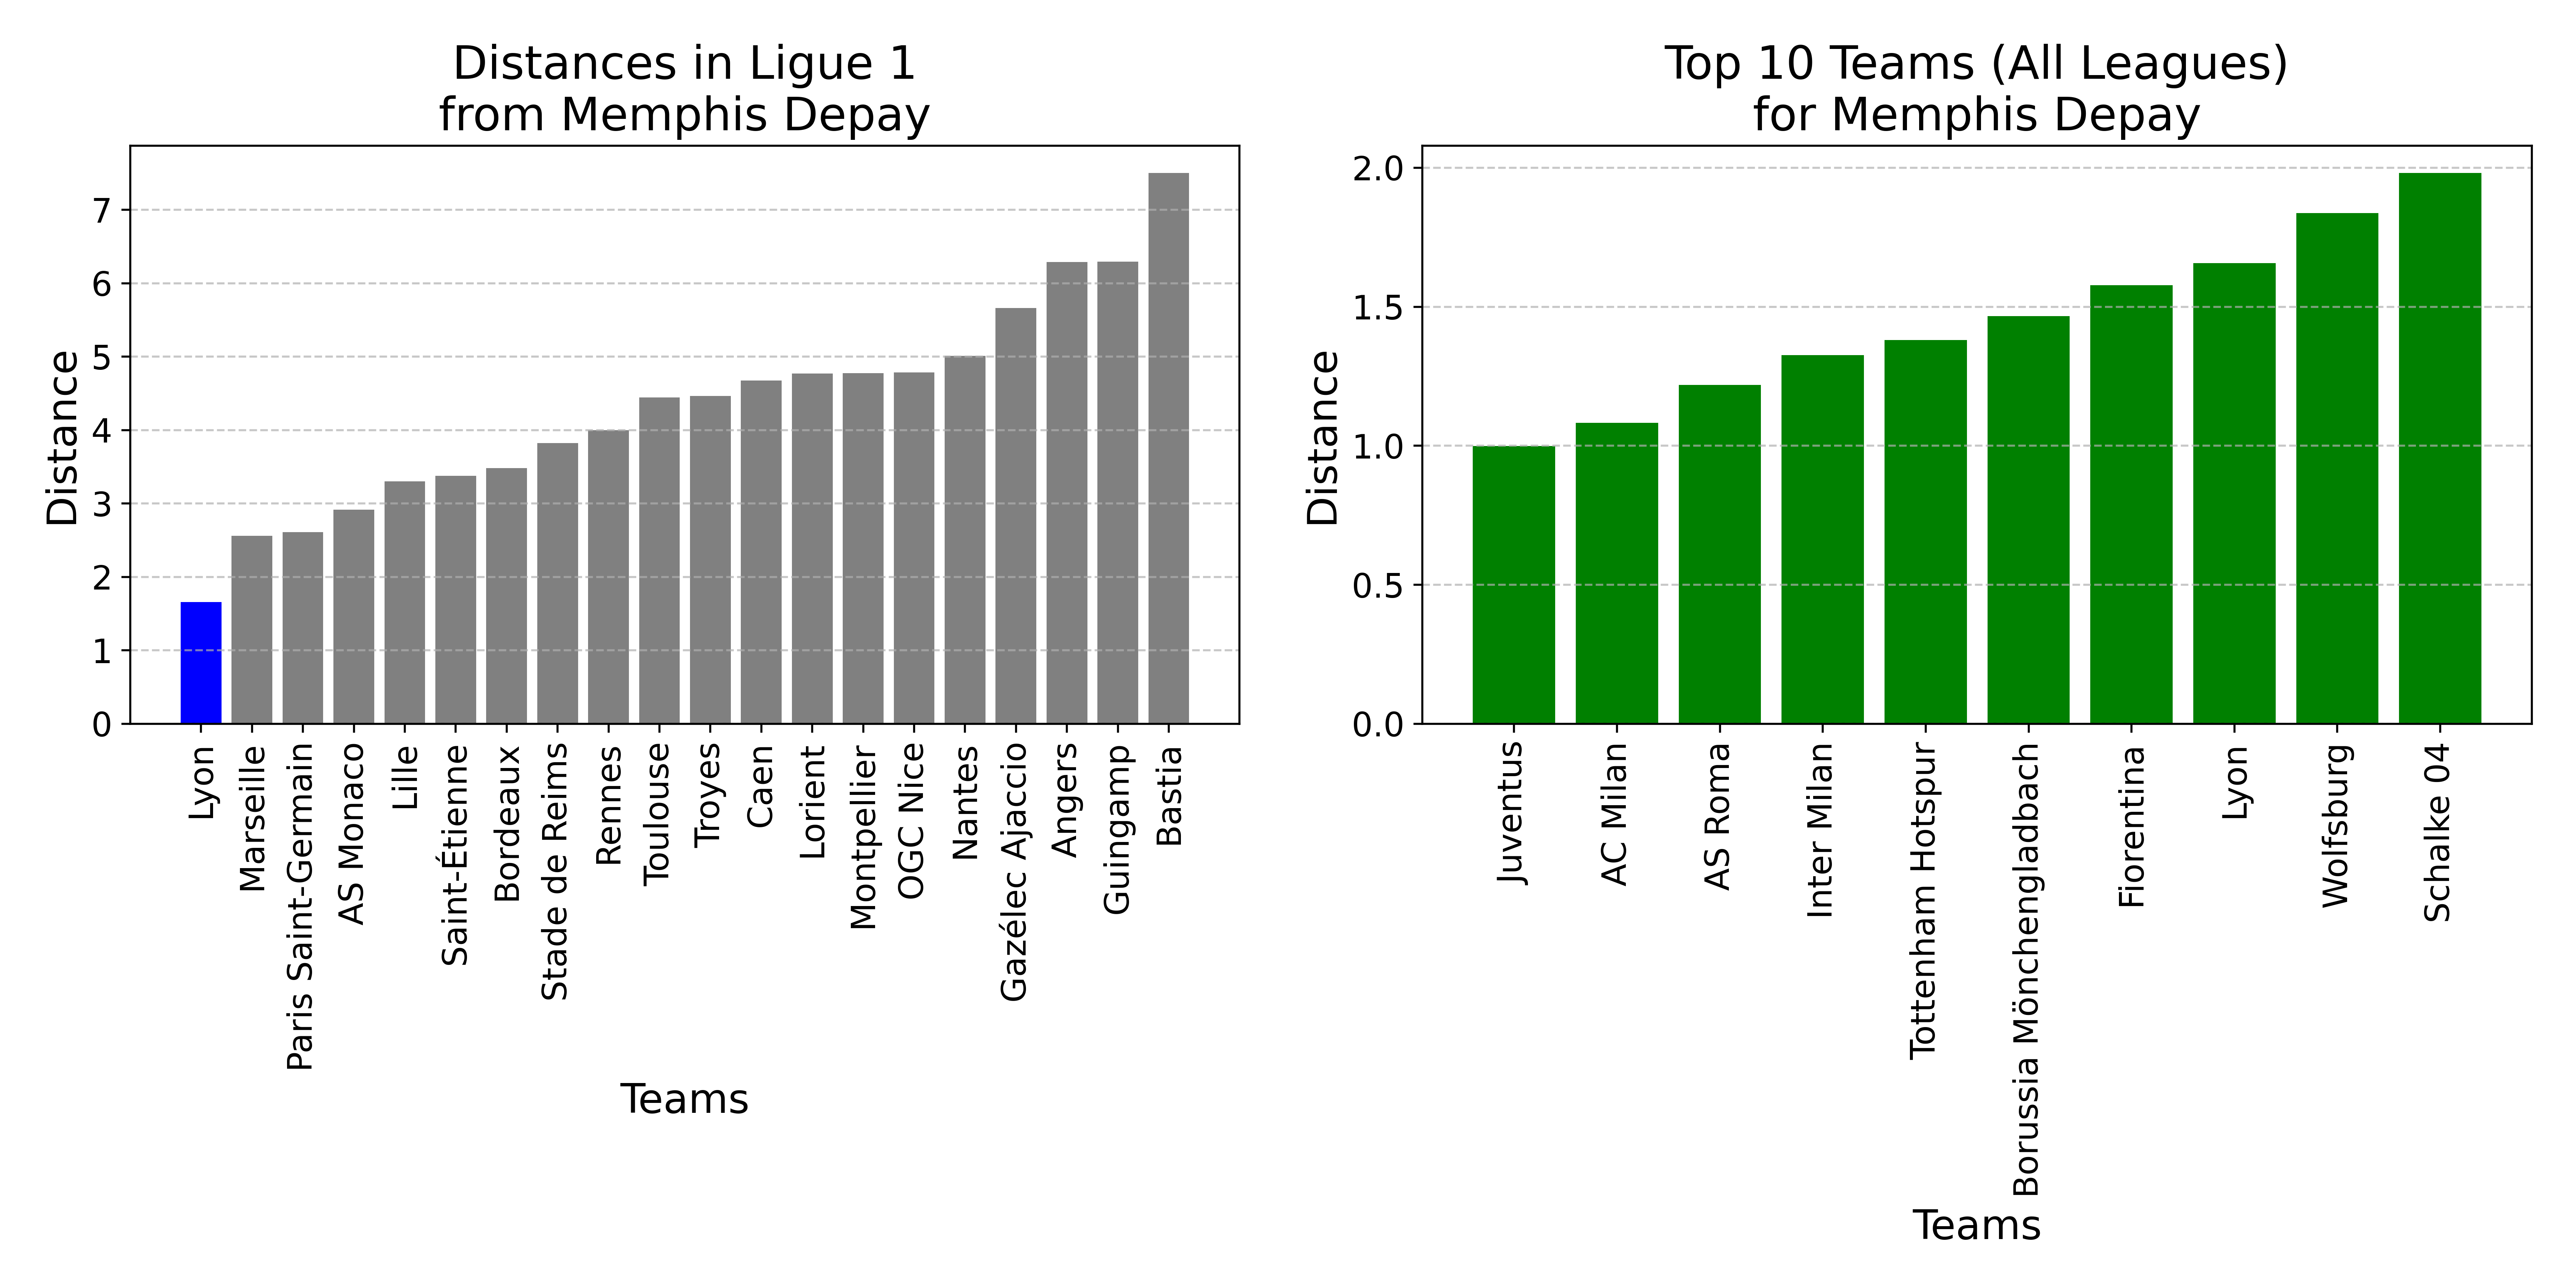 Distances in Ligue 1
from Memphis Depay
Distance
7
6
5
4
3
2
1
0
Lyon
Marseille
Paris Saint-Germain
AS Monaco
Lille
Saint-Étienne
Bordeaux
Stade de Reims
Rennes
Toulouse
Troyes
Caen
Lorient
Montpellier
OGC Nice
Nantes
Gazélec Ajaccio
Angers
Guingamp
Bastia
Teams
Top 10 Teams (All Leagues)
for Memphis Depay
Distance
2.0
1.5
1.0
0.5
0.0
Juventus
AC Milan
AS Roma
Inter Milan
Tottenham Hotspur
Borussia Mönchengladbach
Fiorentina
Lyon
Wolfsburg
Schalke 04
Teams